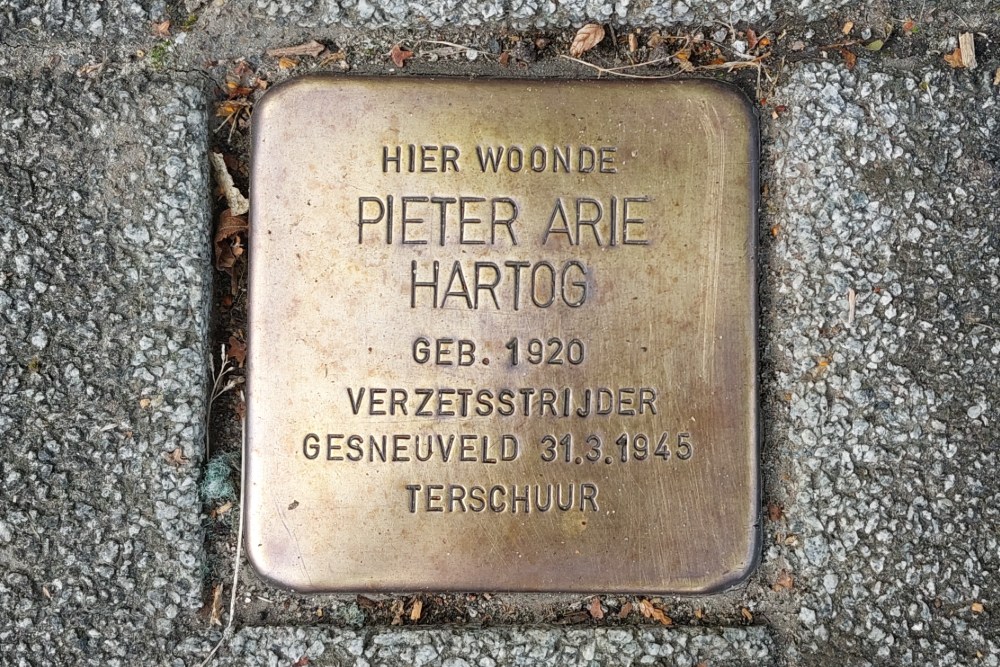 HIER WOONDE
PIETER ARIE
HARTOG
GEB. 1920
VERZETSSTRIJDER
GESNEUVELD 31.3.1945
TERSCHUUR